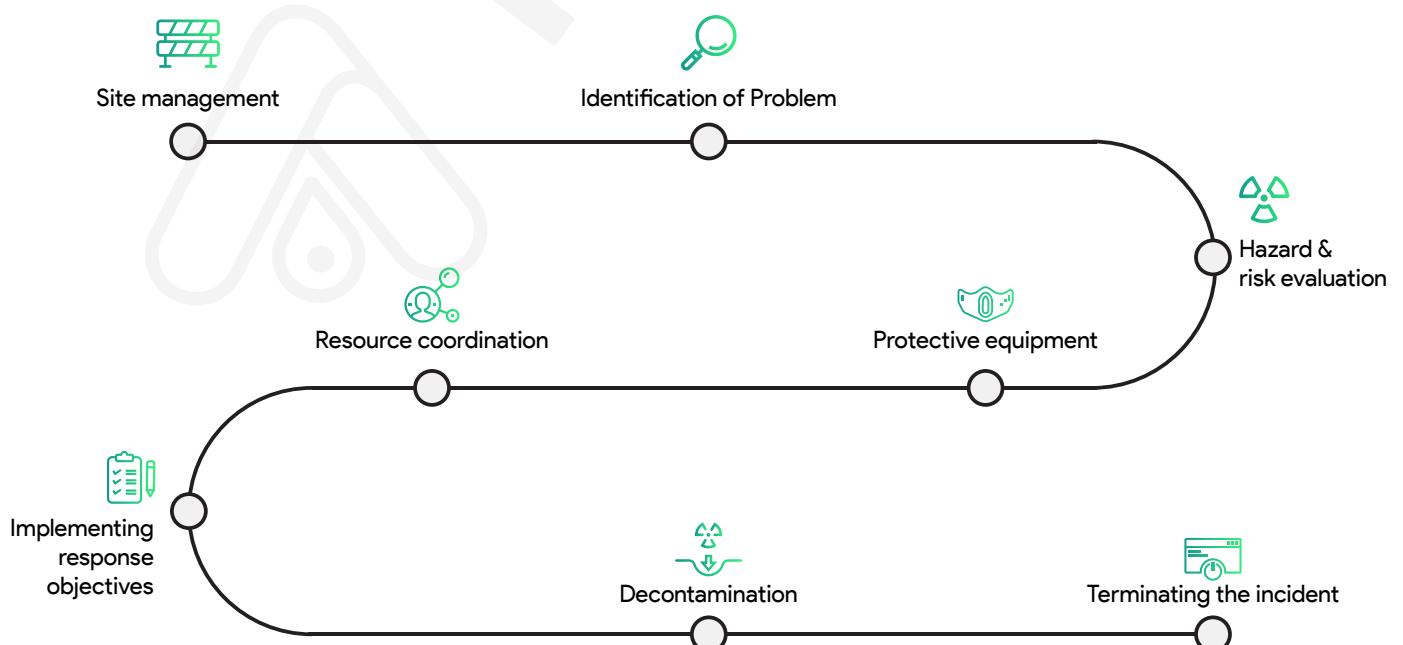 Site management
Identification of Problem
Hazard &
risk evaluation
Protective equipment
Resource coordination
Implementing
response
objectives
Decontamination
Terminating the incident